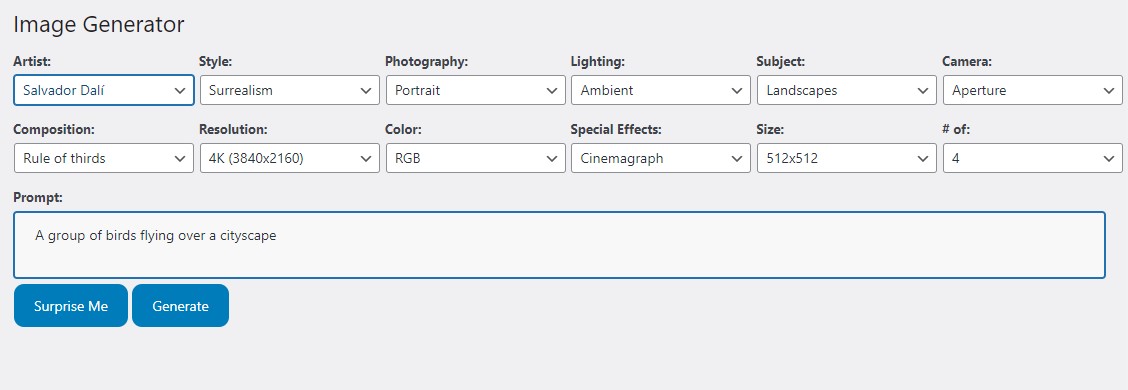 Image Generator
Artist: Style: Photography: Lighting: Subject: Camera:
Salvador Dalí Surrealism Portrait Ambient Landscapes Aperture
Composition: Resolution: Color: Special Effects: Size: # of:
Rule of thirds 4K (3840x2160) RGB Cinemagraph 512x512 4
Prompt:
A group of birds flying over a cityscape
Surprise Me Generate